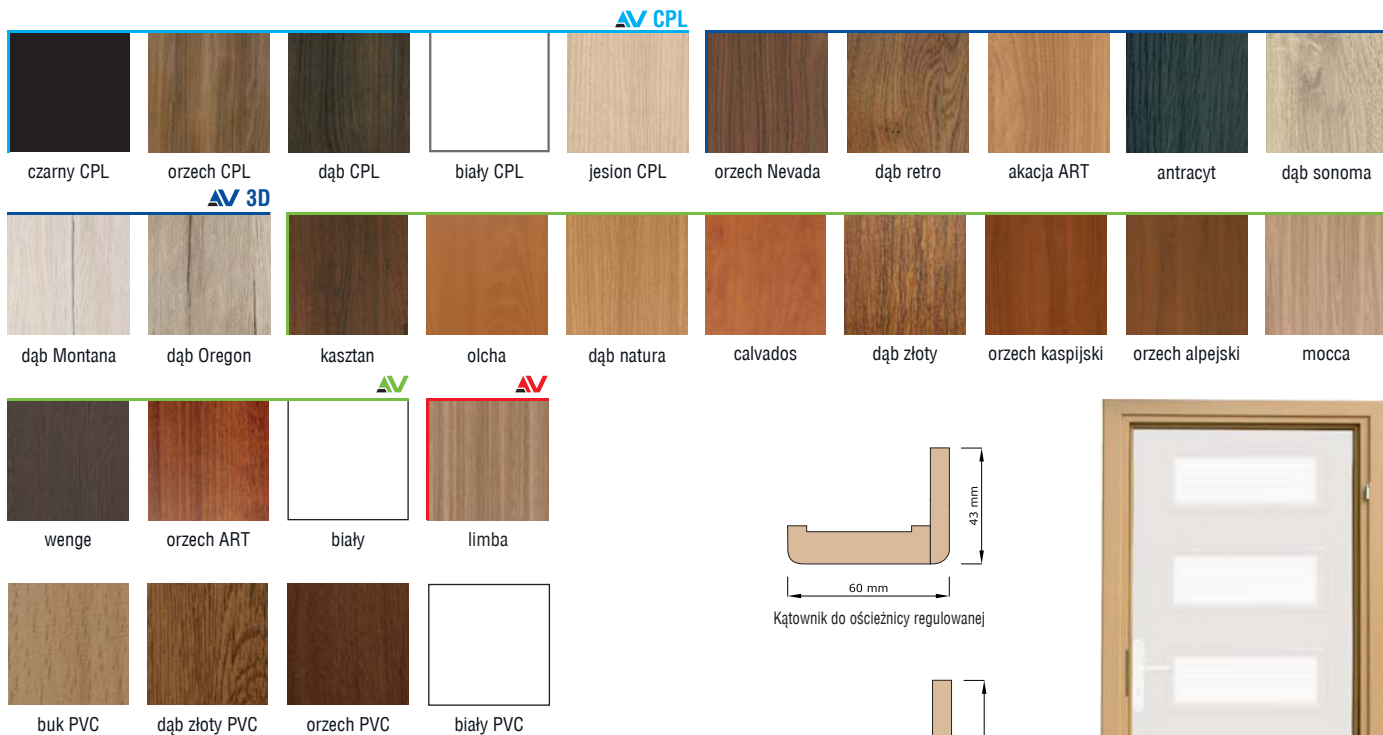 AV CPL
czarny CPL orzech CPL dąb CPL biały CPL jesion CPL orzech Nevada dąb retro akacja ART antracyt dąb sonoma
AV 3D
dąb Montana dąb Oregon kasztan olcha dąb natura calvados dąb złoty orzech kaspijski orzech alpejski mocca
AV AV
wenge orzech ART biały limba
43 mm
60 mm
Kątownik do ościeżnicy regulowanej
buk PVC dąb złoty PVC orzech PVC biały PVC